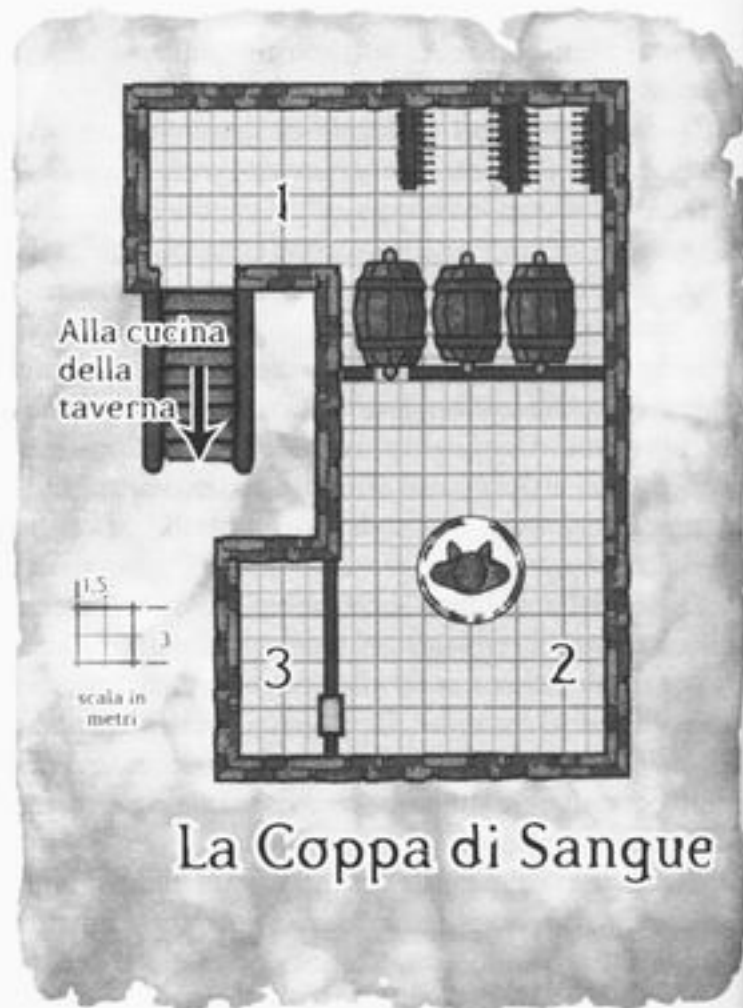 1
Alla cucina
della
taverna
1.5
3
scala in
metri
3
2
La Coppa di Sangue